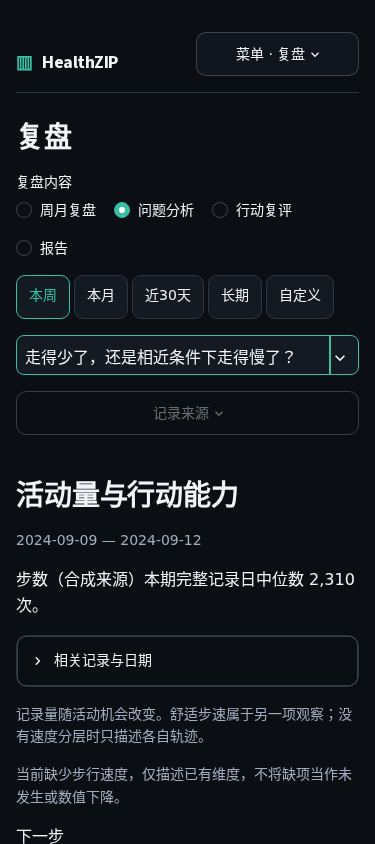 HealthZIP
菜单 · 复盘
复盘
复盘内容
周月复盘 问题分析 行动复评
报告
本周 本月 近30天 长期 自定义
走得少了，还是相近条件下走得慢了？
记录来源
活动量与行动能力
2024-09-09 — 2024-09-12
步数（合成来源）本期完整记录日中位数 2,310
次。
相关记录与日期
记录量随活动机会改变。舒适步速属于另一项观察；没
有速度分层时只描述各自轨迹。
当前缺少步行速度，仅描述已有维度，不将缺项当作未
发生或数值下降。
下一步